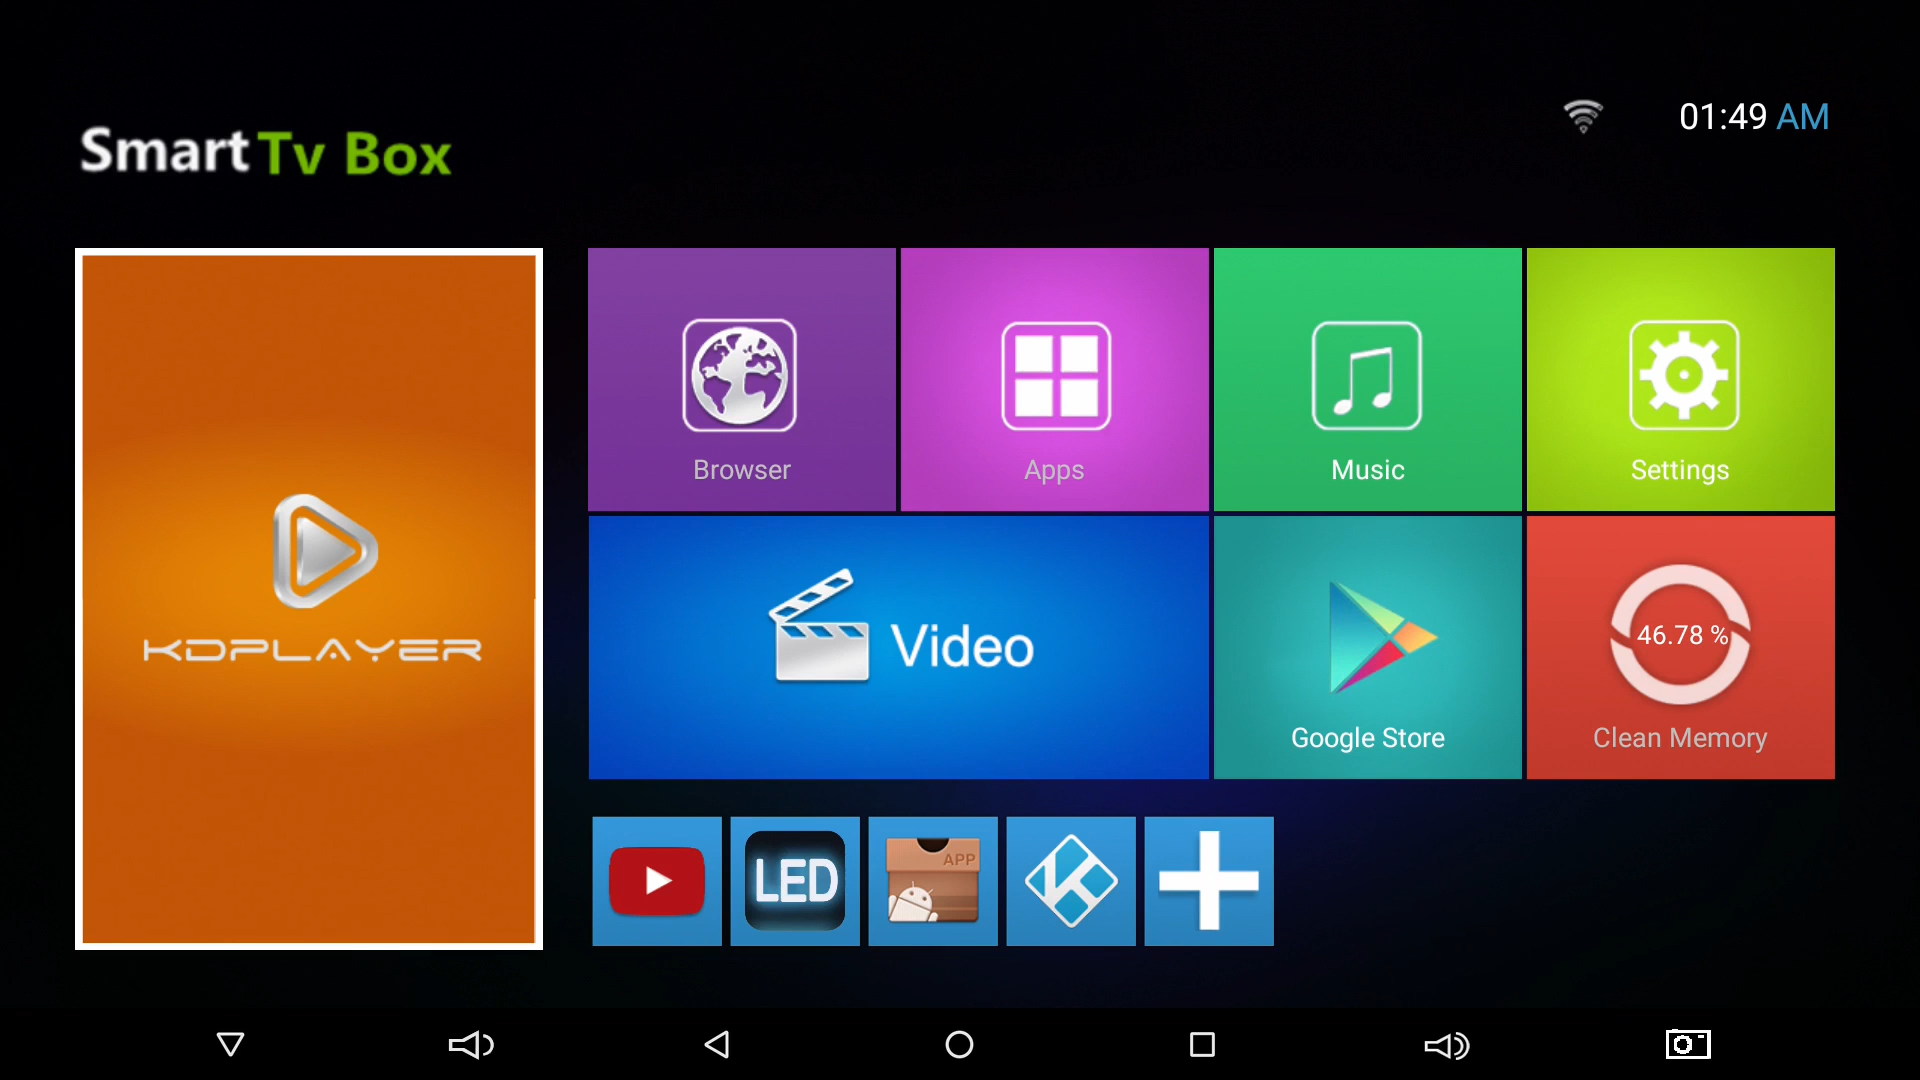 Smart Tv Box
01:49 AM
KDPLAYER
Browser
Apps
Music
Settings
Video
Google Store
46.78 %
Clean Memory
LED
APP